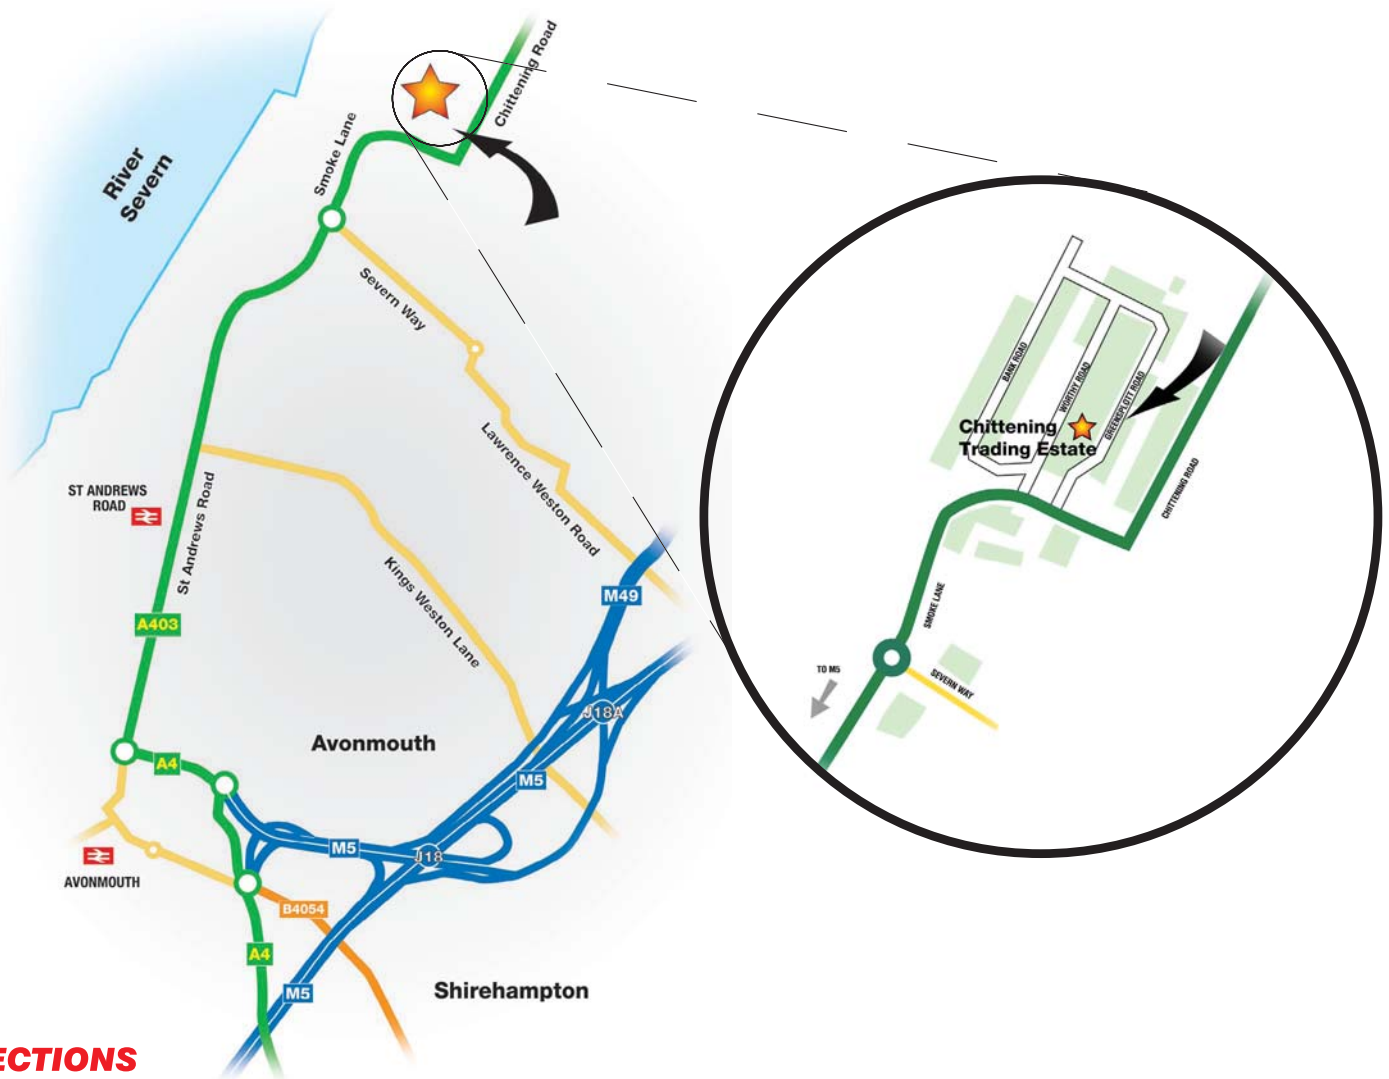 Chittening Road
Smoke Lane
River
Severn
Severn Way
Lawrence Weston Road
ST ANDREWS
ROAD
St Andrews Road
Kings Weston Lane
A403
M49
J18A
Avonmouth
A4
M5
M5
J18
AVONMOUTH
B4054
A4
M5
Shirehampton
ECTIONS
BANK ROAD
WORTHY ROAD
GREENSPLOTT ROAD
Chittening
Trading Estate
CHITTENING ROAD
SMOKE LANE
TO M5
SEVERN WAY